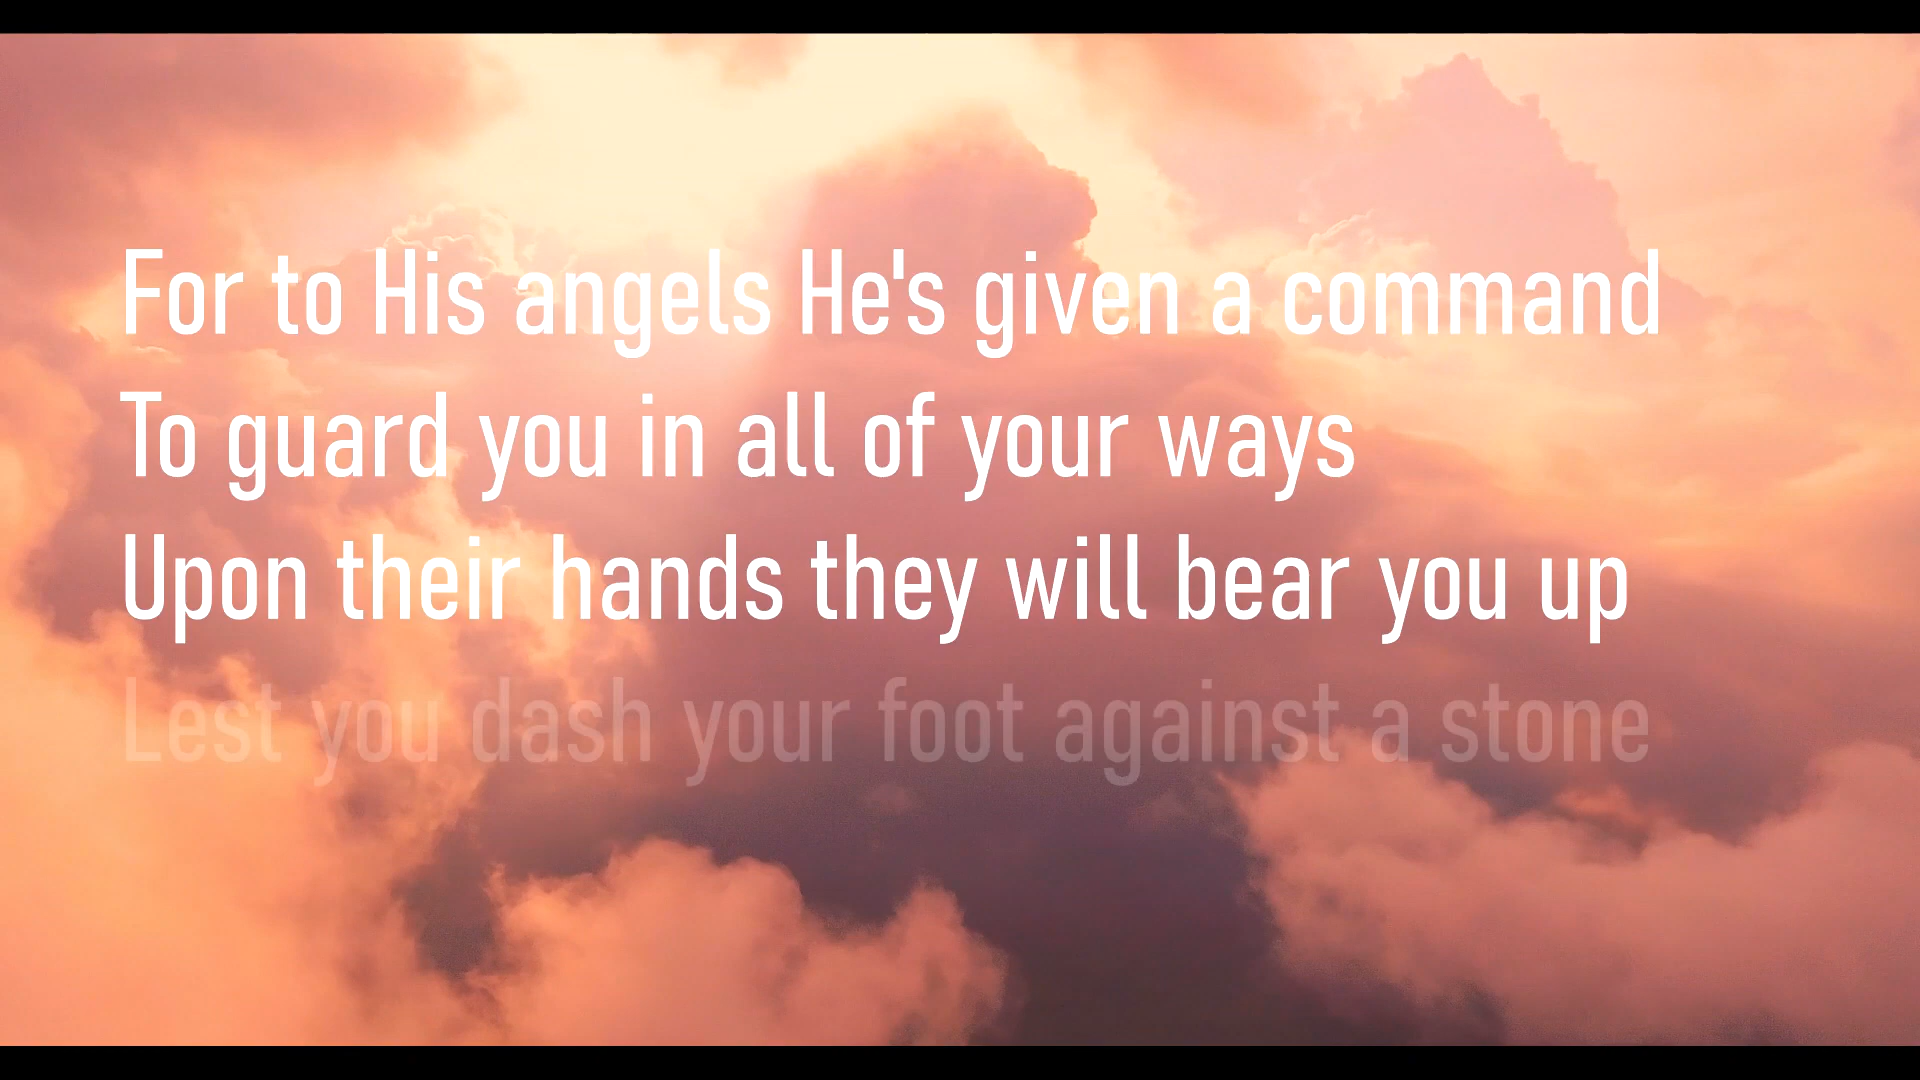 For to His angels He's given a command
To guard you in all of your ways
Upon their hands they will bear you up
Lest you dash your foot against a stone